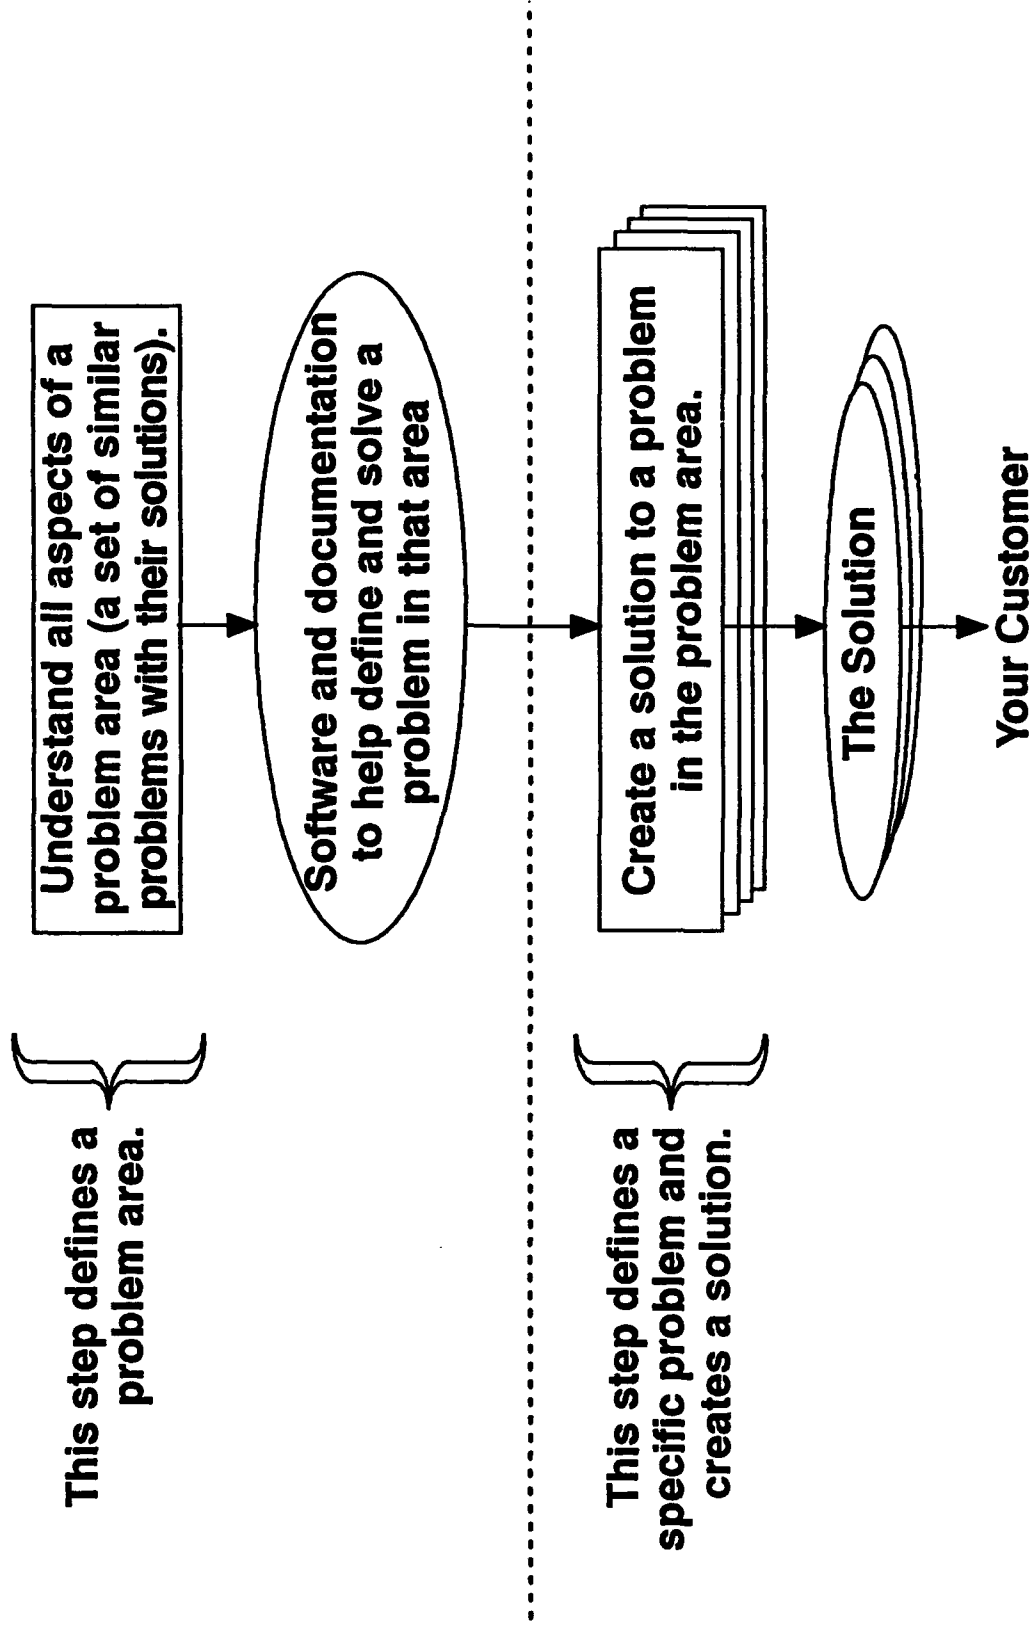 This step defines a
problem area.
Understand all aspects of a
problem area (a set of similar
problems with their solutions).
Software and documentation
to help define and solve a
problem in that area
This step defines a
specific problem and
creates a solution.
Create a solution to a problem
in the problem area.
The Solution
Your Customer